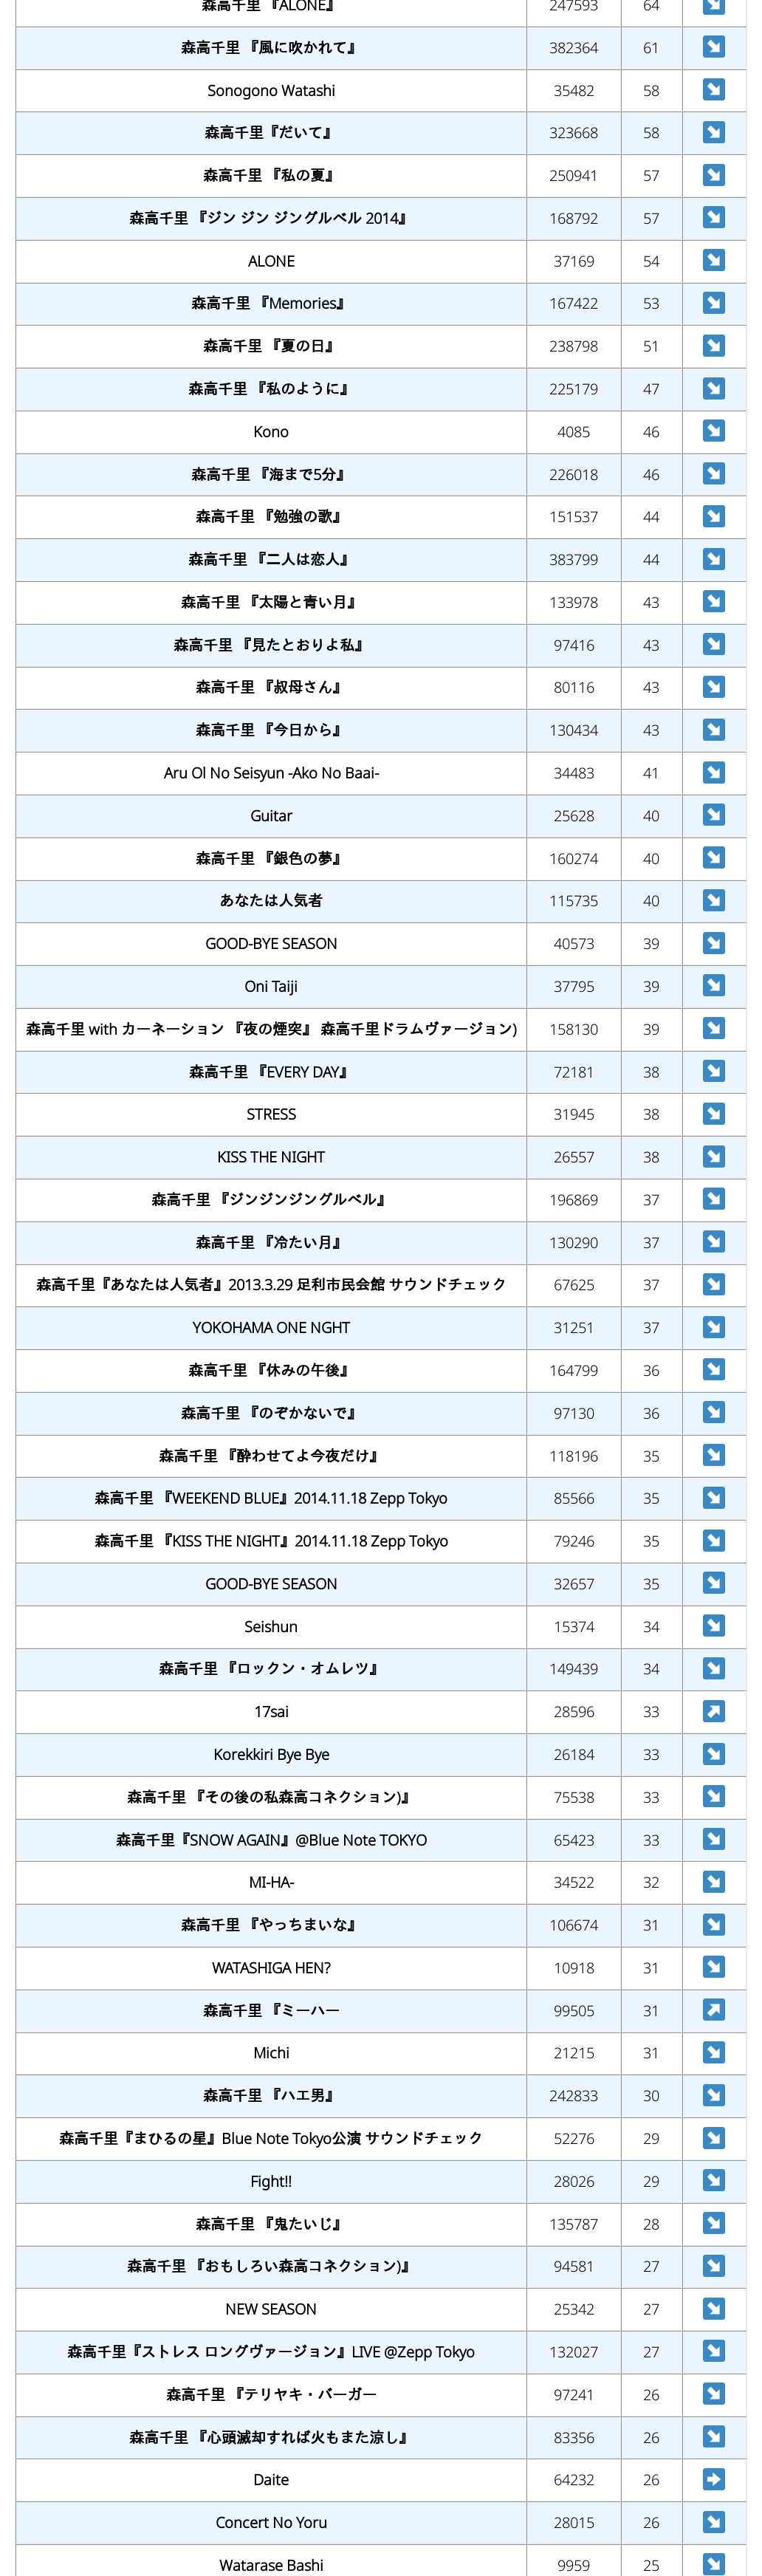 森高千里 『ALONE』 247593 64
森高千里 『風に吹かれて』 382364 61
Sonogono Watashi 35482 58
森高千里『だいて』 323668 58
森高千里 『私の夏』 250941 57
森高千里 『ジン ジン ジングルベル 2014』 168792 57
ALONE 37169 54
森高千里 『Memories』 167422 53
森高千里 『夏の日』 238798 51
森高千里 『私のように』 225179 47
Kono 4085 46
森高千里 『海まで5分』 226018 46
森高千里 『勉強の歌』 151537 44
森高千里 『二人は恋人』 383799 44
森高千里 『太陽と青い月』 133978 43
森高千里 『見たとおりよ私』 97416 43
森高千里 『叔母さん』 80116 43
森高千里 『今日から』 130434 43
Aru Ol No Seisyun -Ako No Baai- 34483 41
Guitar 25628 40
森高千里 『銀色の夢』 160274 40
あなたは人気者 115735 40
GOOD-BYE SEASON 40573 39
Oni Taiji 37795 39
森高千里 with カーネーション 『夜の煙突』 森高千里ドラムヴァージョン) 158130 39
森高千里 『EVERY DAY』 72181 38
STRESS 31945 38
KISS THE NIGHT 26557 38
森高千里 『ジンジンジングルベル』 196869 37
森高千里 『冷たい月』 130290 37
森高千里『あなたは人気者』2013.3.29 足利市民会館 サウンドチェック 67625 37
YOKOHAMA ONE NGHT 31251 37
森高千里 『休みの午後』 164799 36
森高千里 『のぞかないで』 97130 36
森高千里 『酔わせてよ今夜だけ』 118196 35
森高千里 『WEEKEND BLUE』2014.11.18 Zepp Tokyo 85566 35
森高千里 『KISS THE NIGHT』2014.11.18 Zepp Tokyo 79246 35
GOOD-BYE SEASON 32657 35
Seishun 15374 34
森高千里 『ロックン・オムレツ』 149439 34
17sai 28596 33
Korekkiri Bye Bye 26184 33
森高千里 『その後の私森高コネクション)』 75538 33
森高千里『SNOW AGAIN』@Blue Note TOKYO 65423 33
MI-HA- 34522 32
森高千里 『やっちまいな』 106674 31
WATASHIGA HEN? 10918 31
森高千里 『ミーハー 99505 31
Michi 21215 31
森高千里 『ハエ男』 242833 30
森高千里『まひるの星』Blue Note Tokyo公演 サウンドチェック 52276 29
Fight!! 28026 29
森高千里 『鬼たいじ』 135787 28
森高千里 『おもしろい森高コネクション)』 94581 27
NEW SEASON 25342 27
森高千里『ストレス ロングヴァージョン』LIVE @Zepp Tokyo 132027 27
森高千里 『テリヤキ・バーガー 97241 26
森高千里 『心頭滅却すれば火もまた涼し』 83356 26
Daite 64232 26
Concert No Yoru 28015 26
Watarase Bashi 9959 25